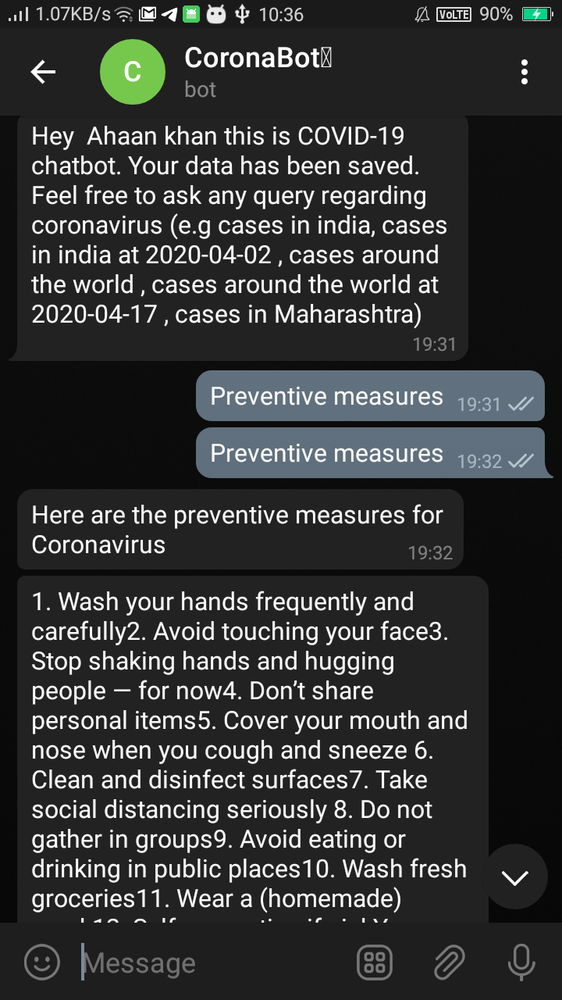 1.07KB/s 10:36 VoLTE 90%
C
CoronaBot
bot
Hey Ahaan khan this is COVID-19
chatbot. Your data has been saved.
Feel free to ask any query regarding
coronavirus (e.g cases in india, cases
in india at 2020-04-02 , cases around
the world , cases around the world at
2020-04-17 , cases in Maharashtra)
19:31
Preventive measures 19:31
Preventive measures 19:32
Here are the preventive measures for
Coronavirus 19:32
1. Wash your hands frequently and
carefully2. Avoid touching your face3.
Stop shaking hands and hugging
people — for now4. Don’t share
personal items5. Cover your mouth and
nose when you cough and sneeze 6.
Clean and disinfect surfaces7. Take
social distancing seriously 8. Do not
gather in groups9. Avoid eating or
drinking in public places10. Wash fresh
groceries11. Wear a (homemade)
Message